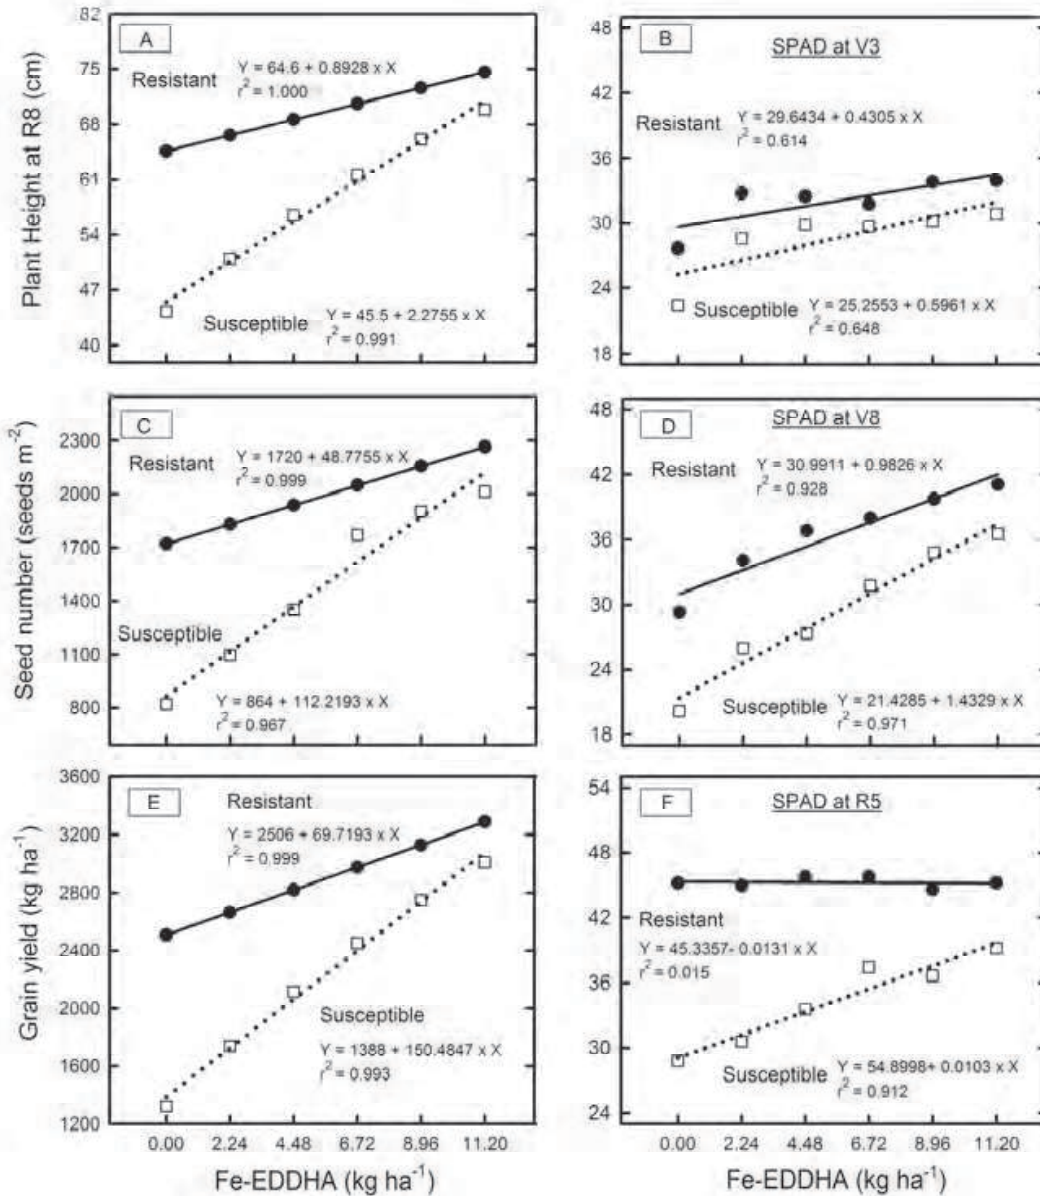 Plant Height at R8 (cm)
82
75
68
61
54
47
40
A
Resistant
Y = 64.6 + 0.8928 x X
r² = 1.000
Susceptible
Y = 45.5 + 2.2755 x X
r² = 0.991
48
42
36
30
24
18
B
SPAD at V3
Resistant
Y = 29.6434 + 0.4305 x X
r² = 0.614
Susceptible
Y = 25.2553 + 0.5961 x X
r² = 0.648
Seed number (seeds m⁻²)
2300
2000
1700
1400
1100
800
C
Resistant
Y = 1720 + 48.7755 x X
r² = 0.999
Susceptible
Y = 864 + 112.2193 x X
r² = 0.967
48
42
36
30
24
18
D
SPAD at V8
Resistant
Y = 30.9911 + 0.9826 x X
r² = 0.928
Susceptible
Y = 21.4285 + 1.4329 x X
r² = 0.971
Grain yield (kg ha⁻¹)
3600
3200
2800
2400
2000
1600
1200
E
Resistant
Y = 2506 + 69.7193 x X
r² = 0.999
Susceptible
Y = 1388 + 150.4847 x X
r² = 0.993
0.00 2.24 4.48 6.72 8.96 11.20
Fe-EDDHA (kg ha⁻¹)
54
48
42
36
30
24
F
SPAD at R5
Resistant
Y = 45.3357- 0.0131 x X
r² = 0.015
Susceptible
Y = 54.8998+ 0.0103 x X
r² = 0.912
0.00 2.24 4.48 6.72 8.96 11.20
Fe-EDDHA (kg ha⁻¹)